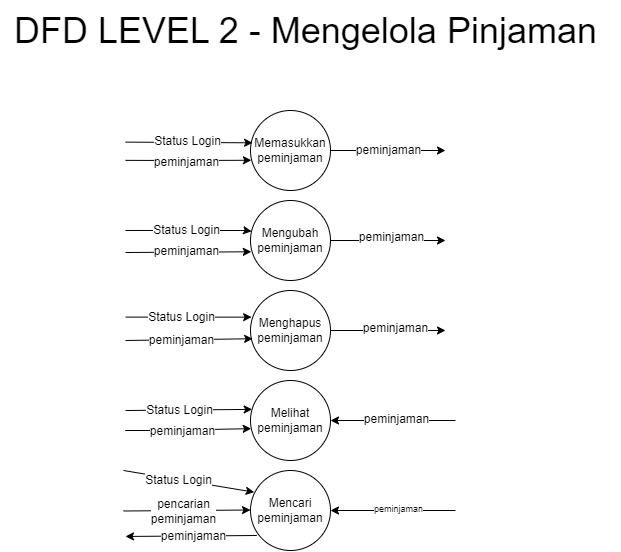 DFD LEVEL 2 - Mengelola Pinjaman
Status Login
peminjaman
Memasukkan
peminjaman
peminjaman
Status Login
peminjaman
Mengubah
peminjaman
peminjaman
Status Login
peminjaman
Menghapus
peminjaman
peminjaman
Status Login
peminjaman
Melihat
peminjaman
peminjaman
Status Login
pencarian
peminjaman
peminjaman
Mencari
peminjaman
peminjaman